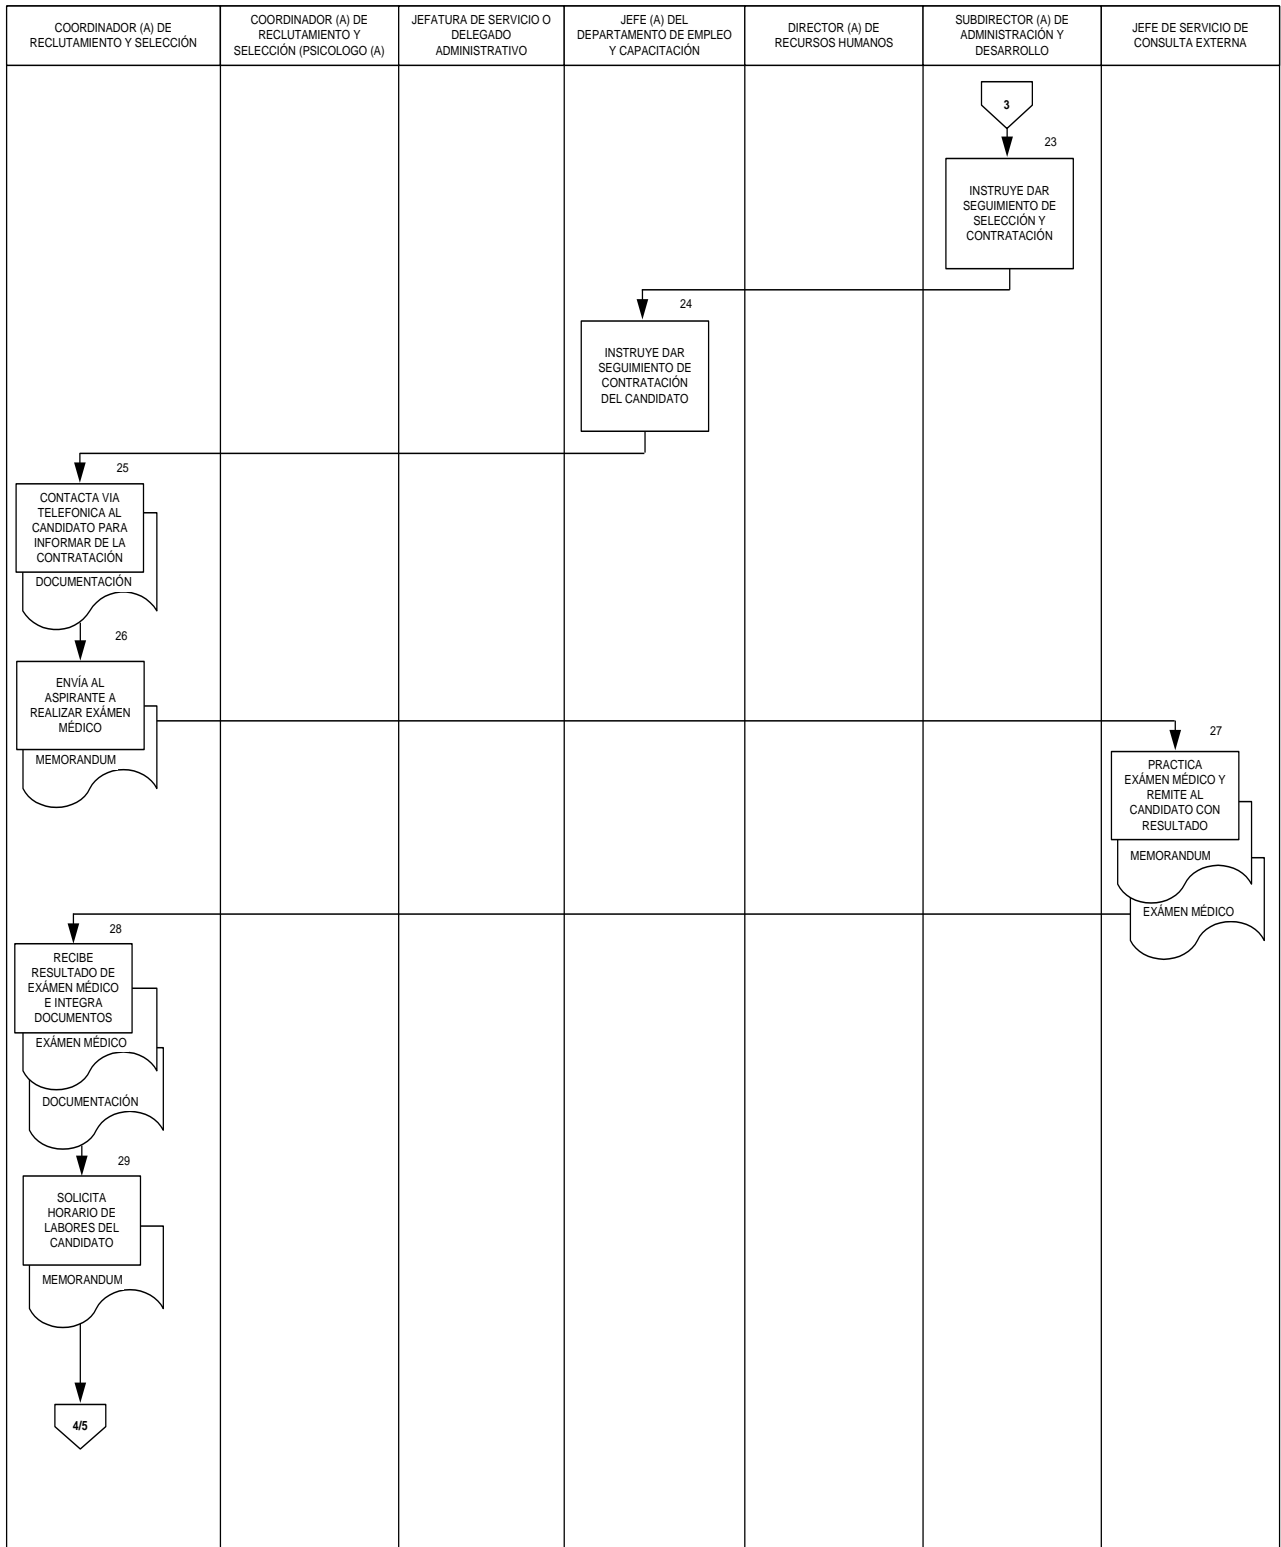 COORDINADOR (A) DE
RECLUTAMIENTO Y SELECCIÓN
COORDINADOR (A) DE
RECLUTAMIENTO Y
SELECCIÓN (PSICOLOGO (A)
JEFATURA DE SERVICIO O
DELEGADO
ADMINISTRATIVO
JEFE (A) DEL
DEPARTAMENTO DE EMPLEO
Y CAPACITACIÓN
DIRECTOR (A) DE
RECURSOS HUMANOS
SUBDIRECTOR (A) DE
ADMINISTRACIÓN Y
DESARROLLO
JEFE DE SERVICIO DE
CONSULTA EXTERNA
3
23
INSTRUYE DAR
SEGUIMIENTO DE
SELECCIÓN Y
CONTRATACIÓN
24
INSTRUYE DAR
SEGUIMIENTO DE
CONTRATACIÓN
DEL CANDIDATO
25
CONTACTA VIA
TELEFONICA AL
CANDIDATO PARA
INFORMAR DE LA
CONTRATACIÓN
DOCUMENTACIÓN
26
ENVÍA AL
ASPIRANTE A
REALIZAR EXÁMEN
MÉDICO
MEMORANDUM
27
PRACTICA
EXÁMEN MÉDICO Y
REMITE AL
CANDIDATO CON
RESULTADO
MEMORANDUM
EXÁMEN MÉDICO
28
RECIBE
RESULTADO DE
EXÁMEN MÉDICO
E INTEGRA
DOCUMENTOS
EXÁMEN MÉDICO
DOCUMENTACIÓN
29
SOLICITA
HORARIO DE
LABORES DEL
CANDIDATO
MEMORANDUM
4/5